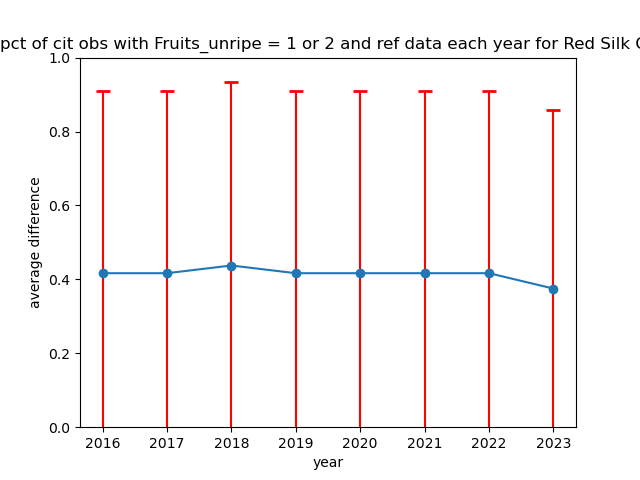 pct of cit obs with Fruits_unripe = 1 or 2 and ref data each year for Red Silk
1.0
0.8
0.6
0.4
0.2
0.0
average difference
2016 2017 2018 2019 2020 2021 2022 2023
year